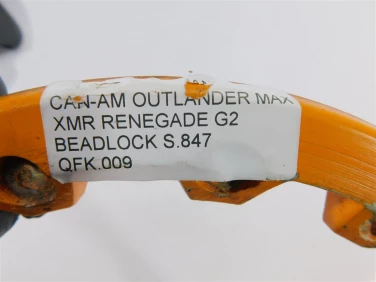 CAN-AM OUTLANDER MAX
XMR RENEGADE G2
BEADLOCK S.847
QFK.009